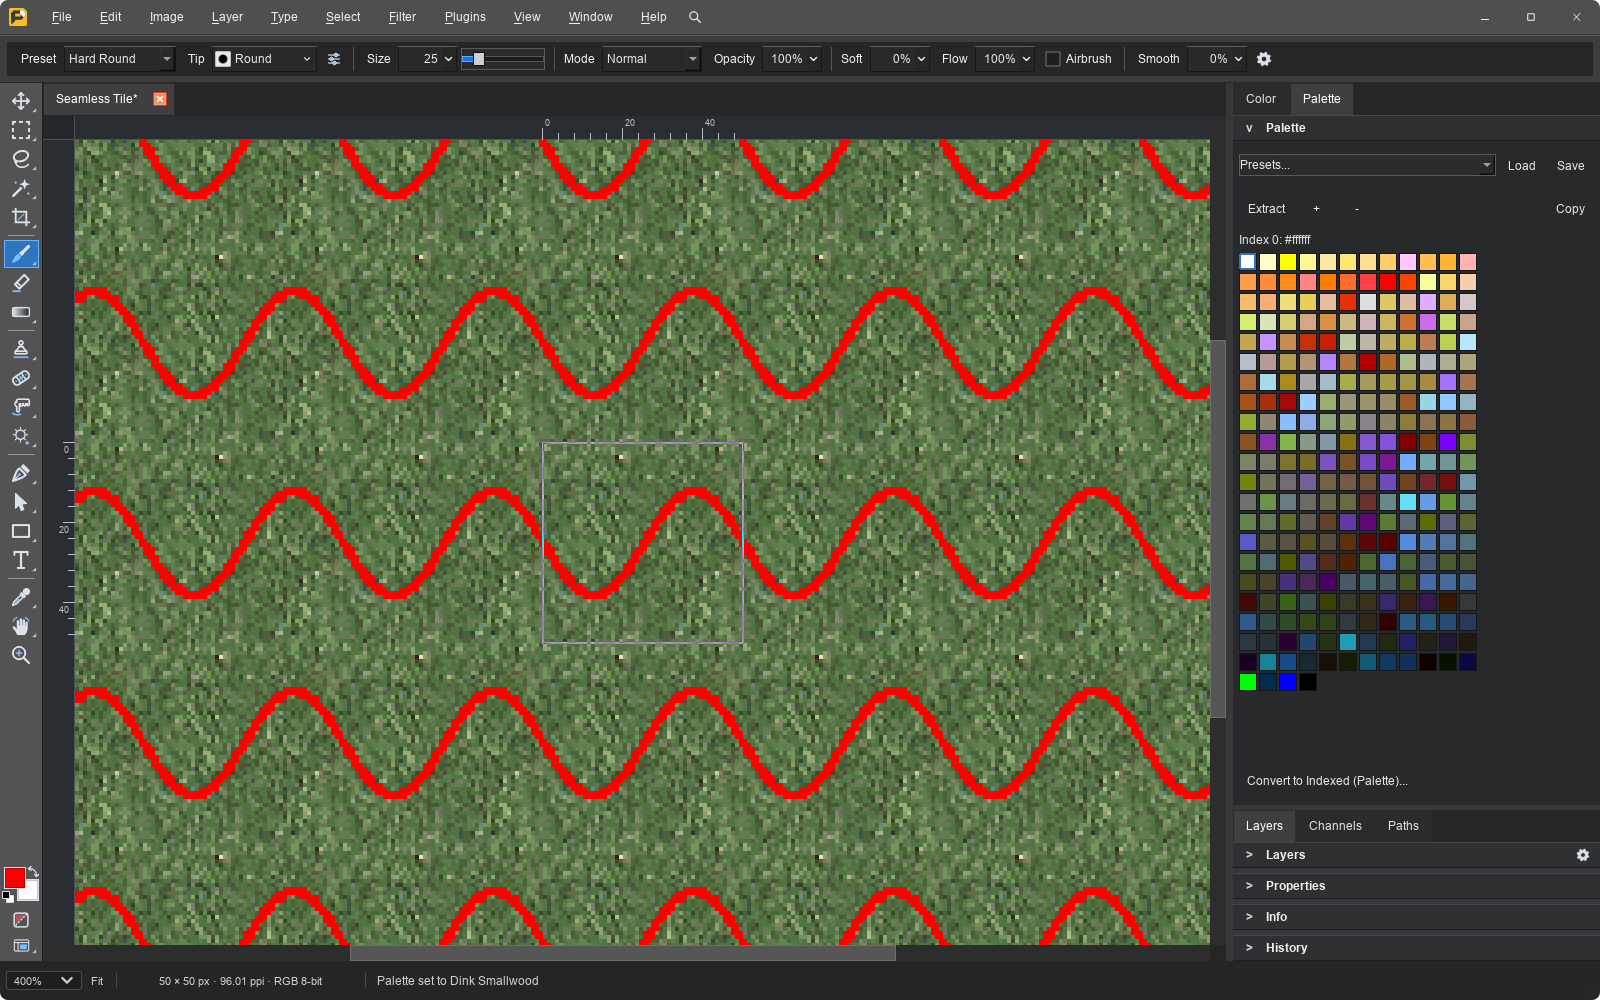 File Edit Image Layer Type Select Filter Plugins View Window Help
Preset Hard Round Tip Round Size 25 Mode Normal Opacity 100% Soft 0% Flow 100% Airbrush Smooth 0%
Seamless Tile*
Color Palette
0 20 40
v Palette
Presets... Load Save
Extract + - Copy
Index 0: #ffffff
0
20
40
Convert to Indexed (Palette)...
Layers Channels Paths
> Layers
> Properties
> Info
> History
400% Fit 50 × 50 px · 96.01 ppi · RGB 8-bit Palette set to Dink Smallwood